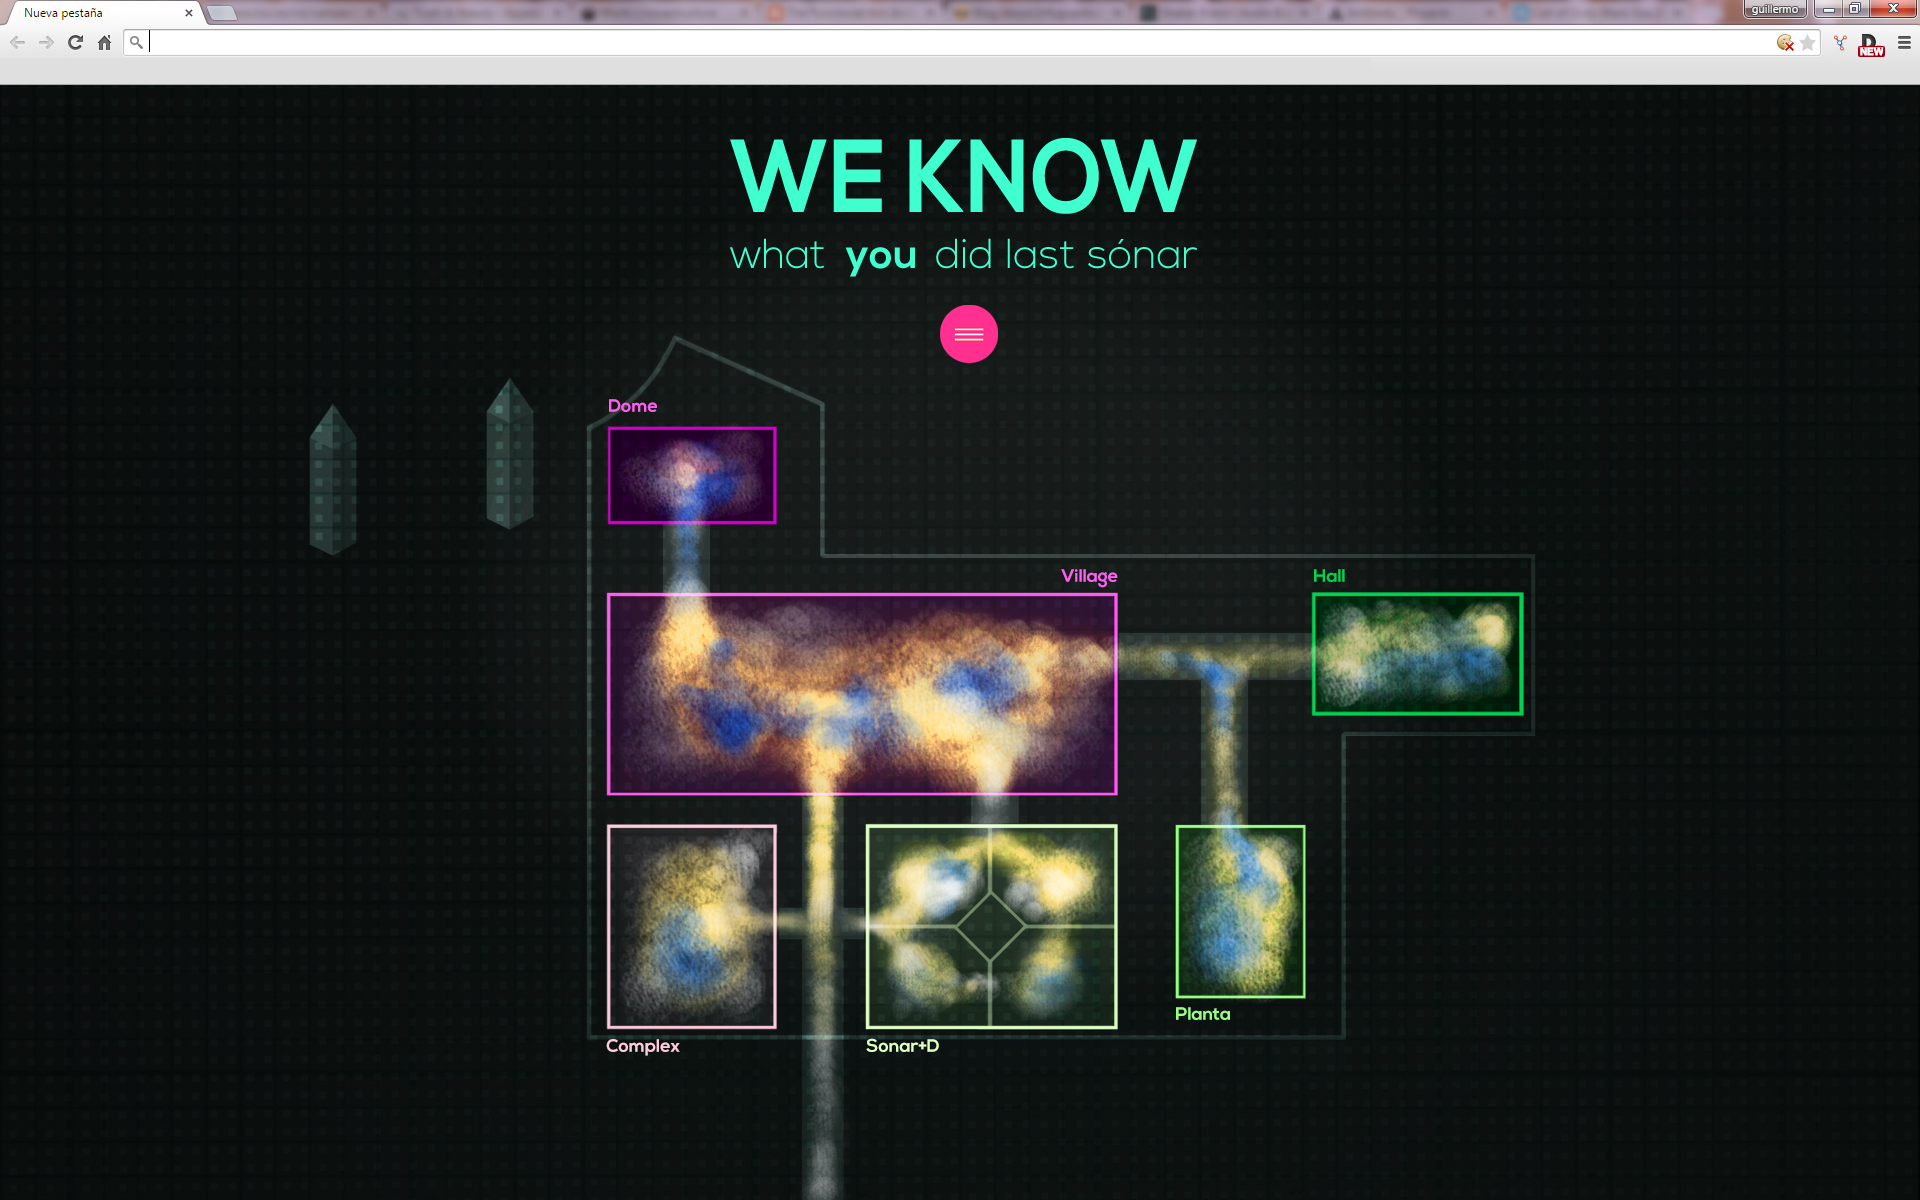 Nueva pestaña
guillermo
NEW
WE KNOW
what you did last sónar
Dome
Village
Hall
Planta
Complex
Sonar+D